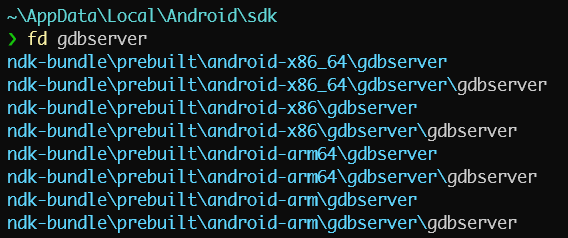 ~\AppData\Local\Android\sdk
❯ fd gdbserver
ndk-bundle\prebuilt\android-x86_64\gdbserver
ndk-bundle\prebuilt\android-x86_64\gdbserver\gdbserver
ndk-bundle\prebuilt\android-x86\gdbserver
ndk-bundle\prebuilt\android-x86\gdbserver\gdbserver
ndk-bundle\prebuilt\android-arm64\gdbserver
ndk-bundle\prebuilt\android-arm64\gdbserver\gdbserver
ndk-bundle\prebuilt\android-arm\gdbserver
ndk-bundle\prebuilt\android-arm\gdbserver\gdbserver